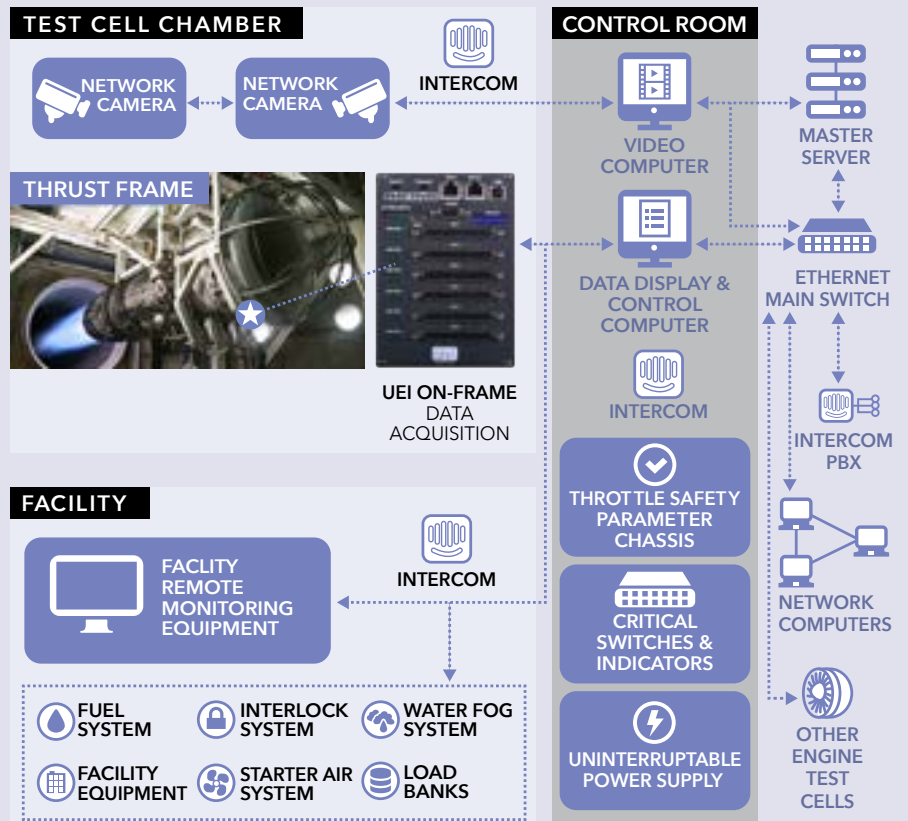 TEST CELL CHAMBER
NETWORK
CAMERA
NETWORK
CAMERA
INTERCOM
THRUST FRAME
UEI ON-FRAME
DATA
ACQUISITION
FACILITY
FACLITY
REMOTE
MONITORING
EQUIPMENT
INTERCOM
FUEL
SYSTEM
INTERLOCK
SYSTEM
WATER FOG
SYSTEM
FACILITY
EQUIPMENT
STARTER AIR
SYSTEM
LOAD
BANKS
CONTROL ROOM
VIDEO
COMPUTER
DATA DISPLAY &
CONTROL
COMPUTER
INTERCOM
THROTTLE SAFETY
PARAMETER
CHASSIS
CRITICAL
SWITCHES &
INDICATORS
UNINTERRUPTABLE
POWER SUPPLY
MASTER
SERVER
ETHERNET
MAIN SWITCH
INTERCOM
PBX
NETWORK
COMPUTERS
OTHER
ENGINE
TEST
CELLS